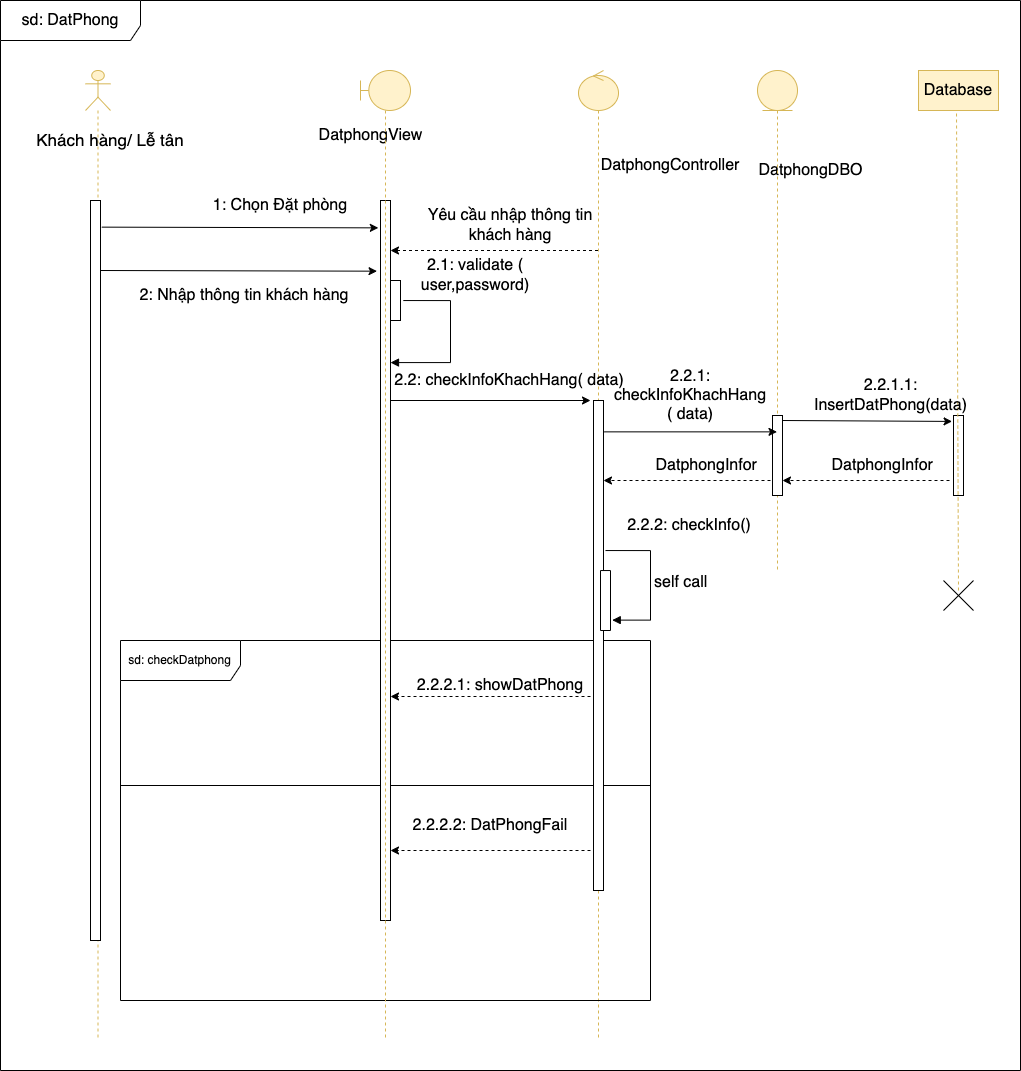 sd: DatPhong
Database
Khách hàng/ Lễ tân
DatphongView
DatphongController
DatphongDBO
1: Chọn Đặt phòng
Yêu cầu nhập thông tin
khách hàng
2.1: validate (
user,password)
2: Nhập thông tin khách hàng
2.2: checkInfoKhachHang( data)
2.2.1:
checkInfoKhachHang
( data)
2.2.1.1:
InsertDatPhong(data)
DatphongInfor
DatphongInfor
2.2.2: checkInfo()
self call
sd: checkDatphong
2.2.2.1: showDatPhong
2.2.2.2: DatPhongFail